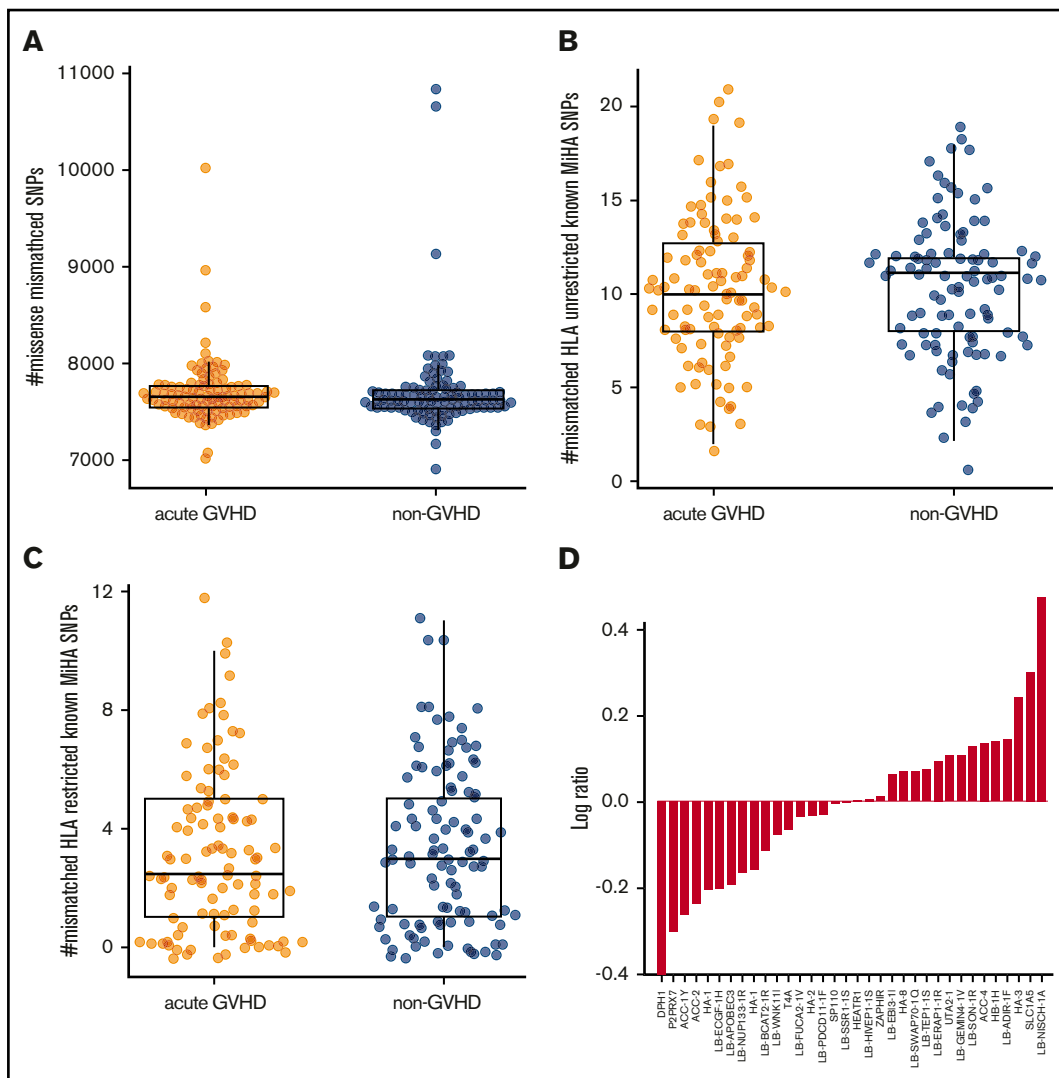 A
#missense mismathced SNPs
11000
10000
9000
8000
7000
acute GVHD
non-GVHD
B
#mismatched HLA unrestricted known MiHA SNPs
20
15
10
5
0
acute GVHD
non-GVHD
C
#mismatched HLA restricted known MiHA SNPs
12
8
4
0
acute GVHD
non-GVHD
D
Log ratio
0.4
0.2
0.0
-0.2
-0.4
DPH1
P2PRX7
ACC-1Y
ACC-2
HA-1
LB-ECGF-1H
LB-APOBEC3
LB-NUP133-1R
HA-1
LB-BCAT2-1R
LB-WNK11I
T4A
LB-FUCA2-1V
HA-2
LB-PDCD11-1F
SP110
LB-SSR1-1S
HEATR1
LB-HIVEP1-1S
ZAPHIR
LB-EBI3-1I
HA-8
LB-SWAP70-1Q
LB-TEP1-1S
LB-ERAP1-1R
UTA2-1
LB-GEMIN4-1V
LB-SON-1R
ACC-4
HB-1H
LB-ADIR-1F
HA-3
SLC1A5
LB-NISCH-1A